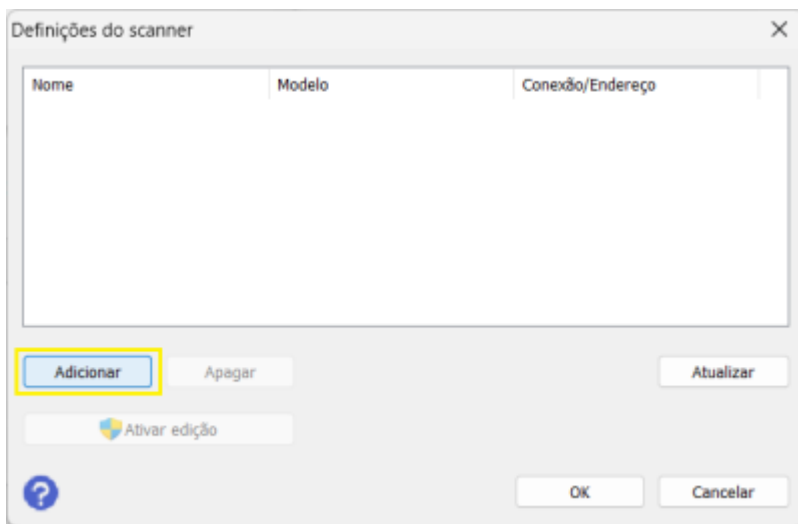 Definições do scanner
Nome Modelo Conexão/Endereço
Adicionar Apagar Atualizar
Ativar edição
? OK Cancelar